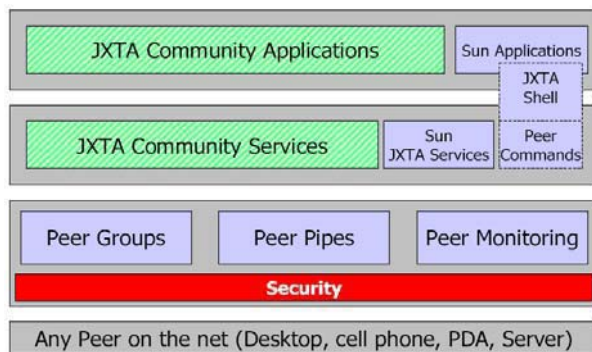 JXTA Community Applications
Sun Applications
JXTA
Shell
JXTA Community Services
Sun
JXTA Services
Peer
Commands
Peer Groups
Peer Pipes
Peer Monitoring
Security
Any Peer on the net (Desktop, cell phone, PDA, Server)